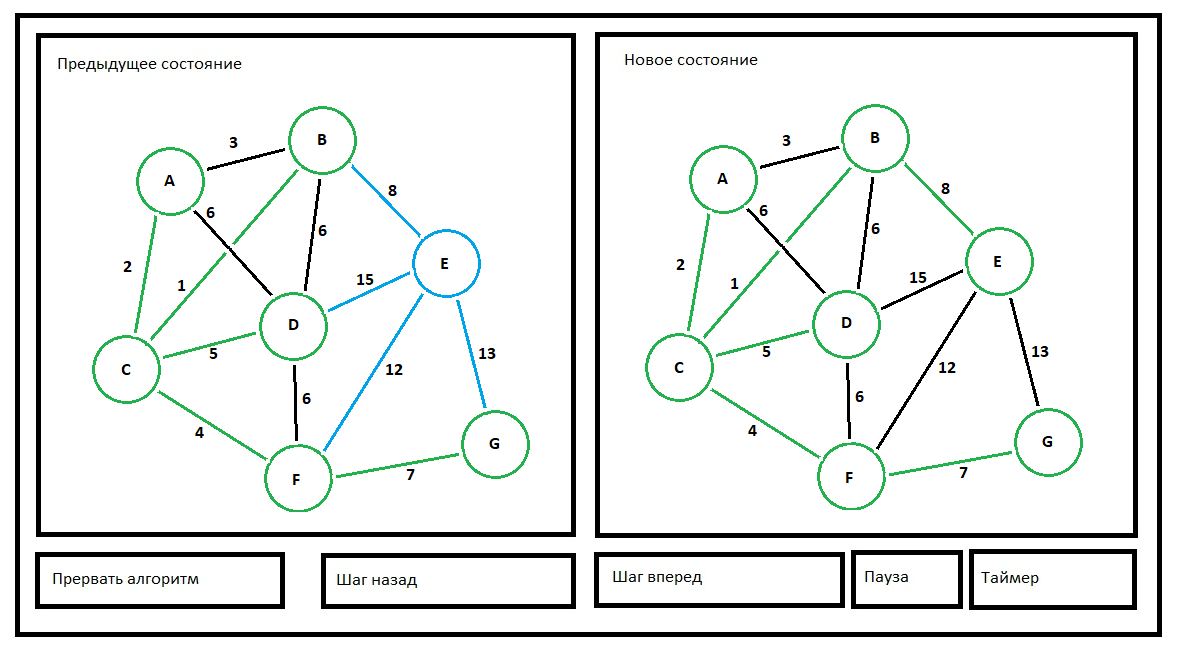 Предыдущее состояние
3
B
A
8
6
6
2
E
15
1
D
13
5
12
C
6
4
G
F
7
Новое состояние
3
B
A
8
6
6
2
E
15
1
D
13
5
12
C
6
4
G
F
7
Прервать алгоритм
Шаг назад
Шаг вперед
Пауза
Таймер